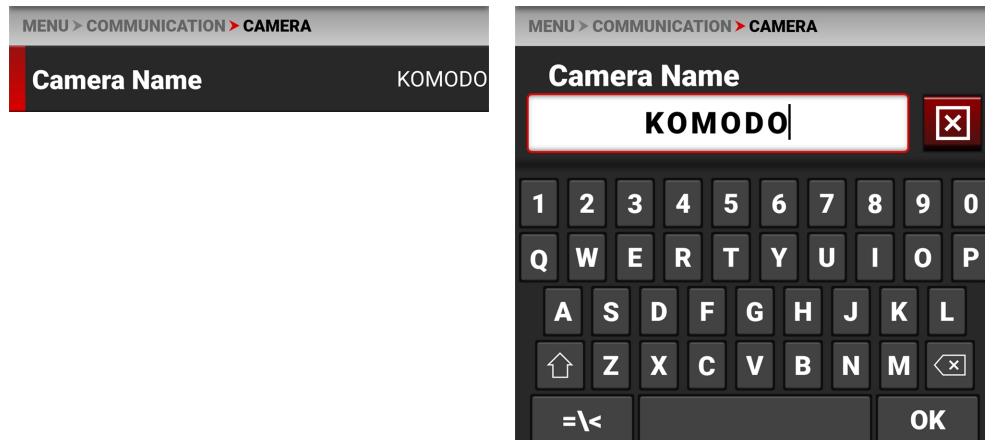 MENU > COMMUNICATION > CAMERA
Camera Name KOMODO
MENU > COMMUNICATION > CAMERA
Camera Name
KOMODO
1 2 3 4 5 6 7 8 9 0
Q W E R T Y U I O P
A S D F G H J K L
Z X C V B N M
=\< OK